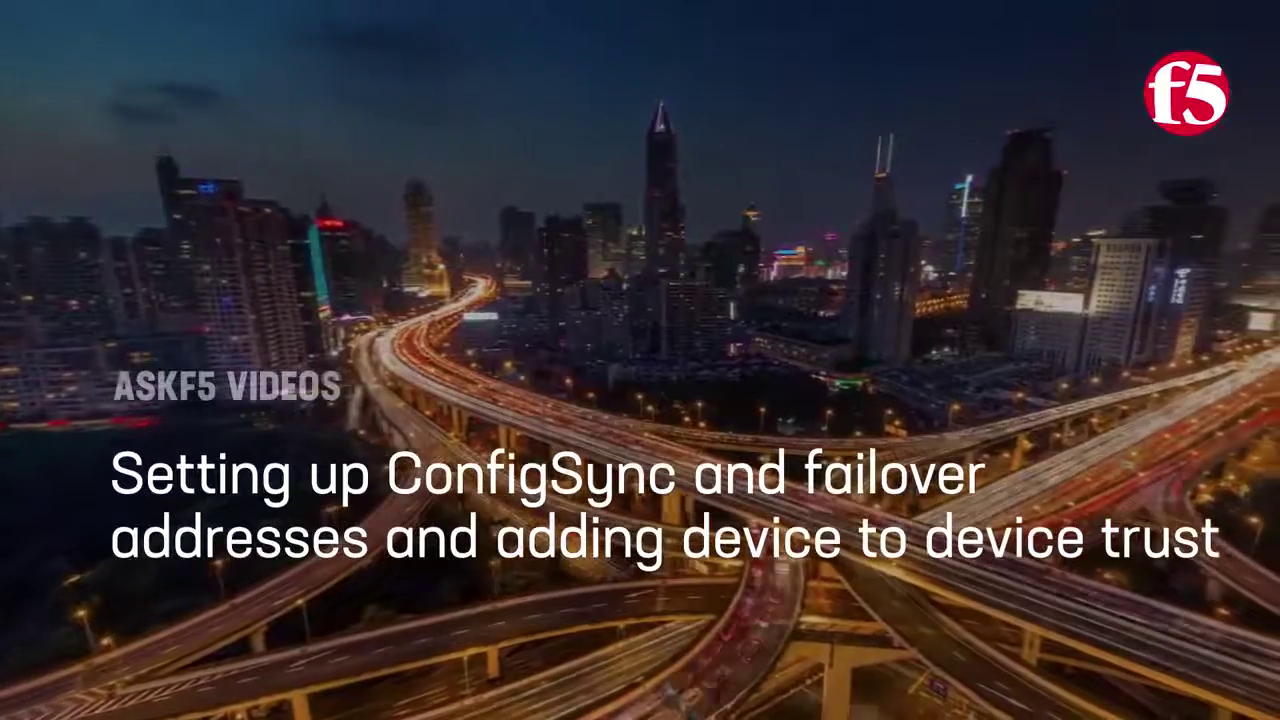 f5
ASKF5 VIDEOS
Setting up ConfigSync and failover
addresses and adding device to device trust